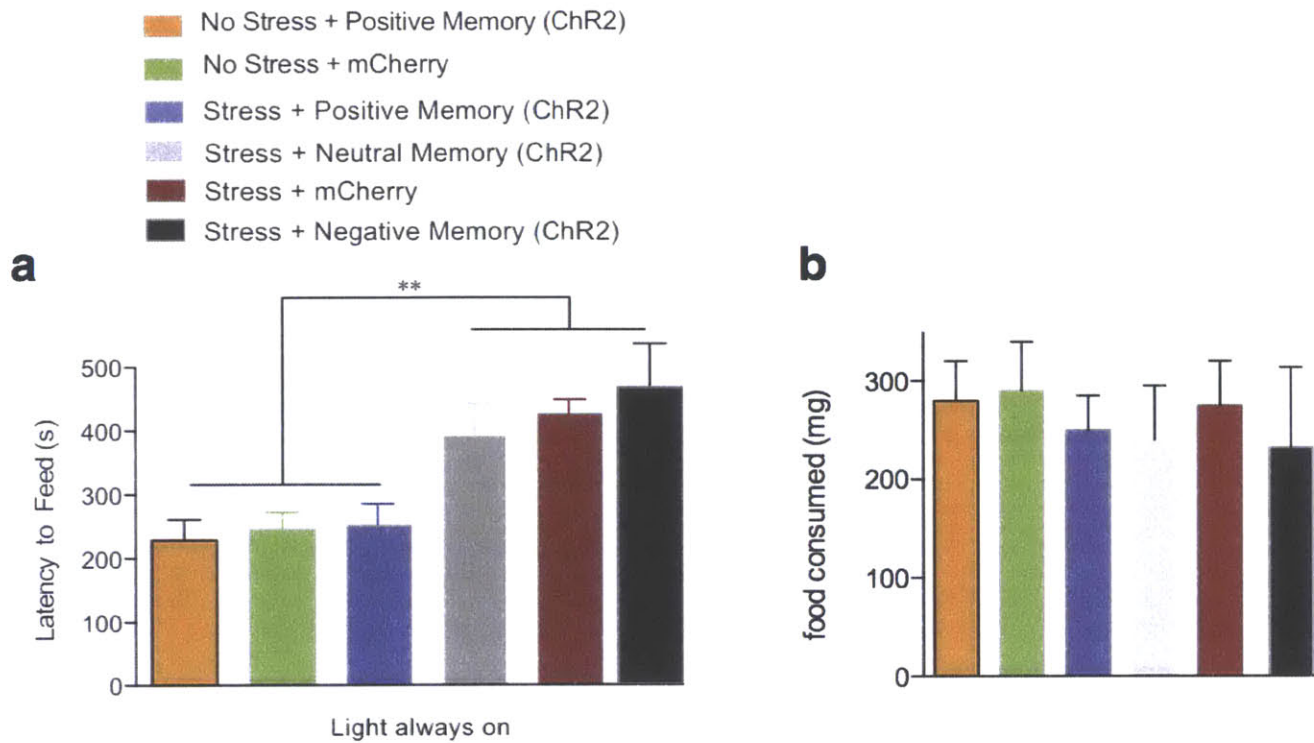 No Stress + Positive Memory (ChR2)
No Stress + mCherry
Stress + Positive Memory (ChR2)
Stress + Neutral Memory (ChR2)
Stress + mCherry
Stress + Negative Memory (ChR2)
a
b
**
Latency to Feed (s)
500
400
300
200
100
0
Light always on
food consumed (mg)
300
200
100
0